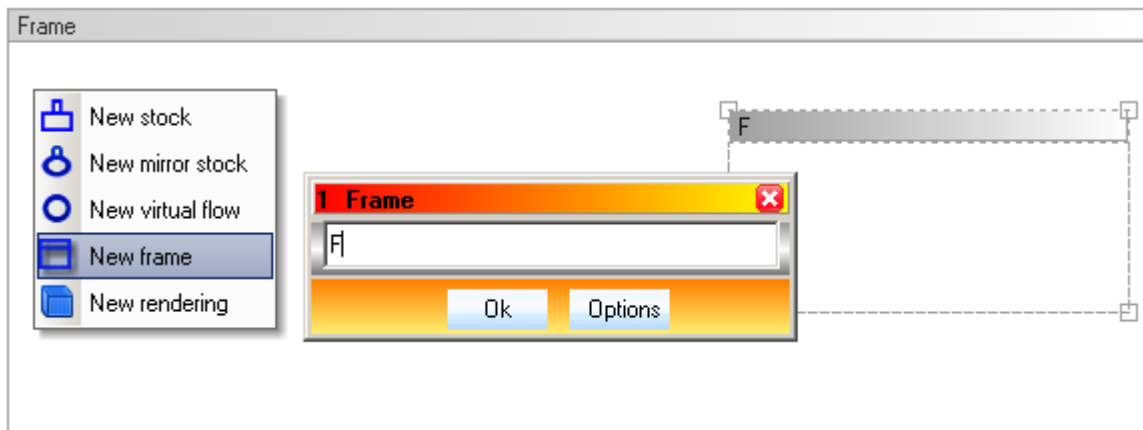 Frame
New stock
New mirror stock
New virtual flow
New frame
New rendering
F
1 Frame
F
Ok Options